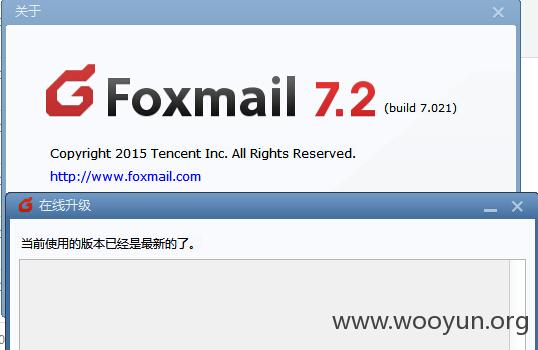 关于
Foxmail 7.2 (build 7.021)
Copyright 2015 Tencent Inc. All Rights Reserved.
http://www.foxmail.com
在线升级
当前使用的版本已经是最新的了。
www.wooyun.org